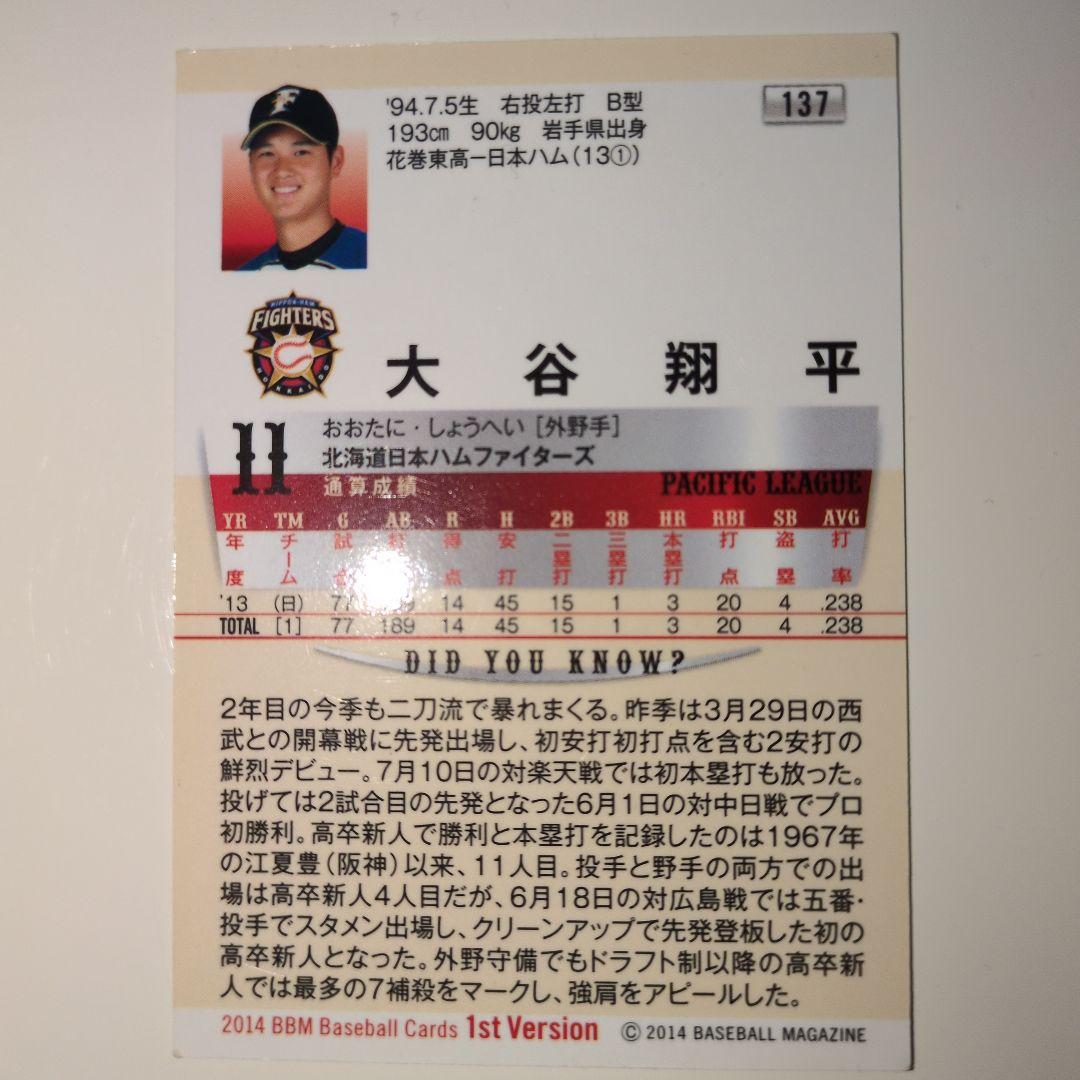 '94.7.5生 右投左打 B型
137
193cm 90kg 岩手県出身
花巻東高ー日本ハム(13①)
F
NIPPON-HAM
FIGHTERS
HOKKAIDO
大谷翔平
11
おおたに・しょうへい[外野手]
北海道日本ハムファイターズ
通算成績 PACIFIC LEAGUE
YR TM G AB R H 2B 3B HR RBI SB AVG
年度 チーム 試 得点 安打 二塁打 三塁打 本塁打 打点 盗塁 打率
'13 (日) 77 14 45 15 1 3 20 4 .238
TOTAL [1] 77 189 14 45 15 1 3 20 4 .238
DID YOU KNOW?
2年目の今季も二刀流で暴れまくる。昨季は3月29日の西
武との開幕戦に先発出場し、初安打初打点を含む2安打の
鮮烈デビュー。7月10日の対楽天戦では初本塁打も放った。
投げては2試合目の先発となった6月1日の対中日戦でプロ
初勝利。高卒新人で勝利と本塁打を記録したのは1967年
の江夏豊(阪神)以来、11人目。投手と野手の両方での出
場は高卒新人4人目だが、6月18日の対広島戦では五番・
投手でスタメン出場し、クリーンアップで先発登板した初の
高卒新人となった。外野守備でもドラフト制以降の高卒新
人では最多の7補殺をマークし、強肩をアピールした。
2014 BBM Baseball Cards 1st Version © 2014 BASEBALL MAGAZINE